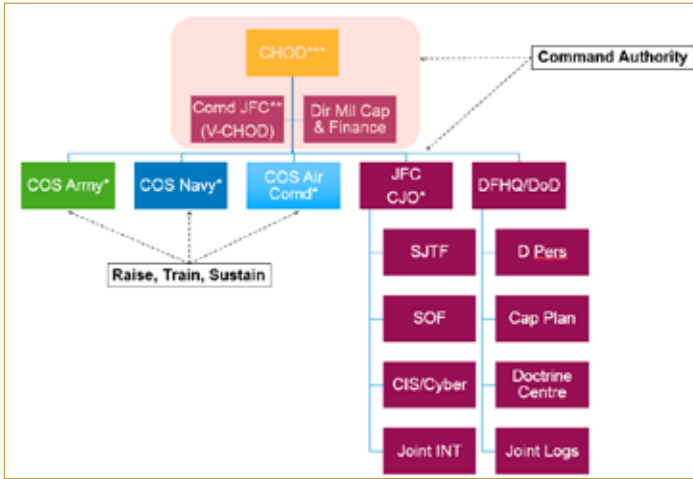 CHOD***
Command Authority
Comd JFC**
(V-CHOD)
Dir Mil Cap
& Finance
COS Army*
COS Navy*
COS Air
Comd*
JFC
CJO*
DFHQ/DoD
Raise, Train, Sustain
SJTF
D Pers
SOF
Cap Plan
CIS/Cyber
Doctrine
Centre
Joint INT
Joint Logs